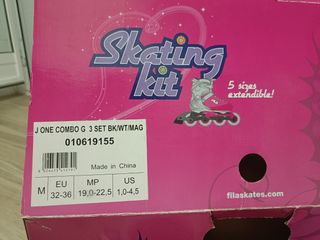 Skating
kit
5 sizes
extendible!
J ONE COMBO G 3 SET BK/WT/MAG
010619155
Made in China
M
EU
32-36
MP
19,0-22,5
US
1,0-4,5
filaskates.com